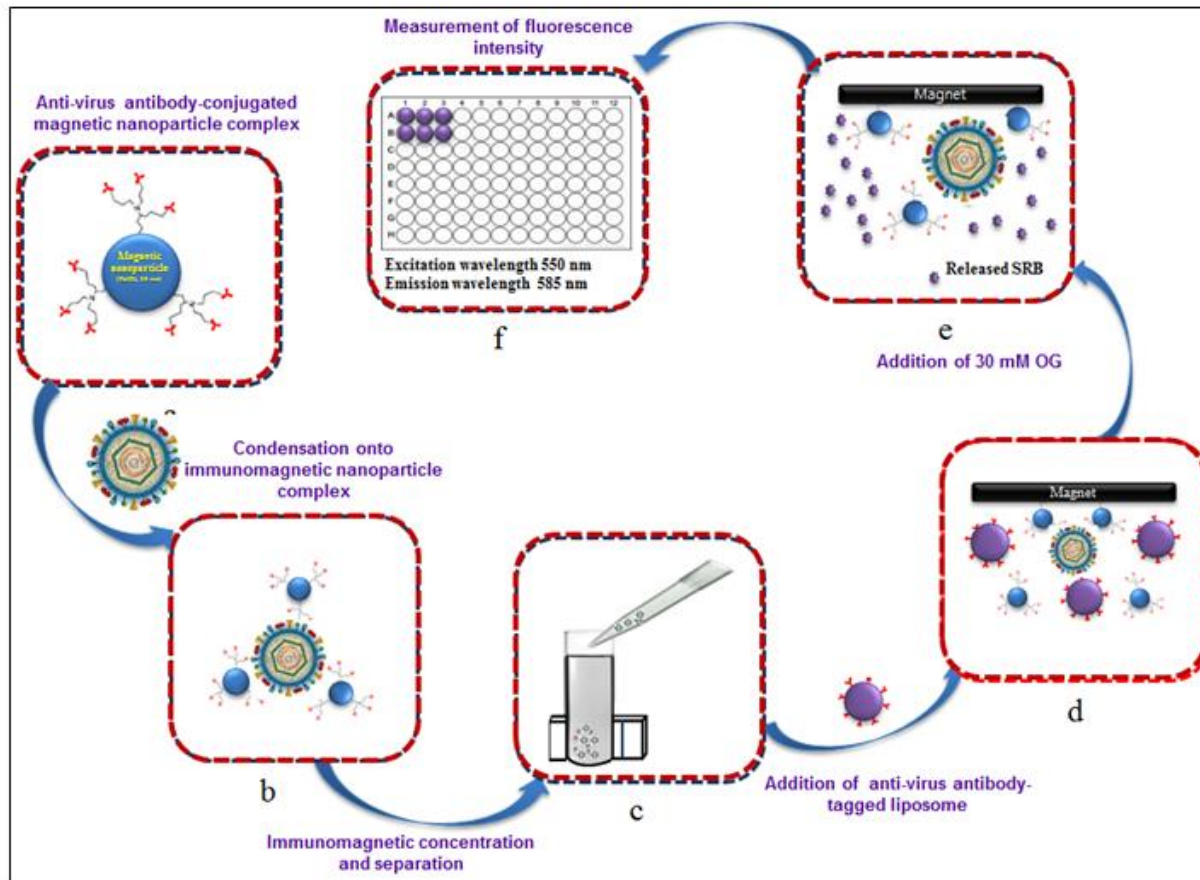 Measurement of fluorescence
intensity
Anti-virus antibody-conjugated
magnetic nanoparticle complex
Magnetic
nanoparticle
1 2 3 4 5 6 7 8 9 10 11 12
A
B
C
D
E
F
G
H
Excitation wavelength 550 nm
Emission wavelength 585 nm
f
Magnet
Released SRB
e
Addition of 30 mM OG
Condensation onto
immunomagnetic nanoparticle
complex
b
Immunomagnetic concentration
and separation
c
Addition of anti-virus antibody-
tagged liposome
Magnet
d